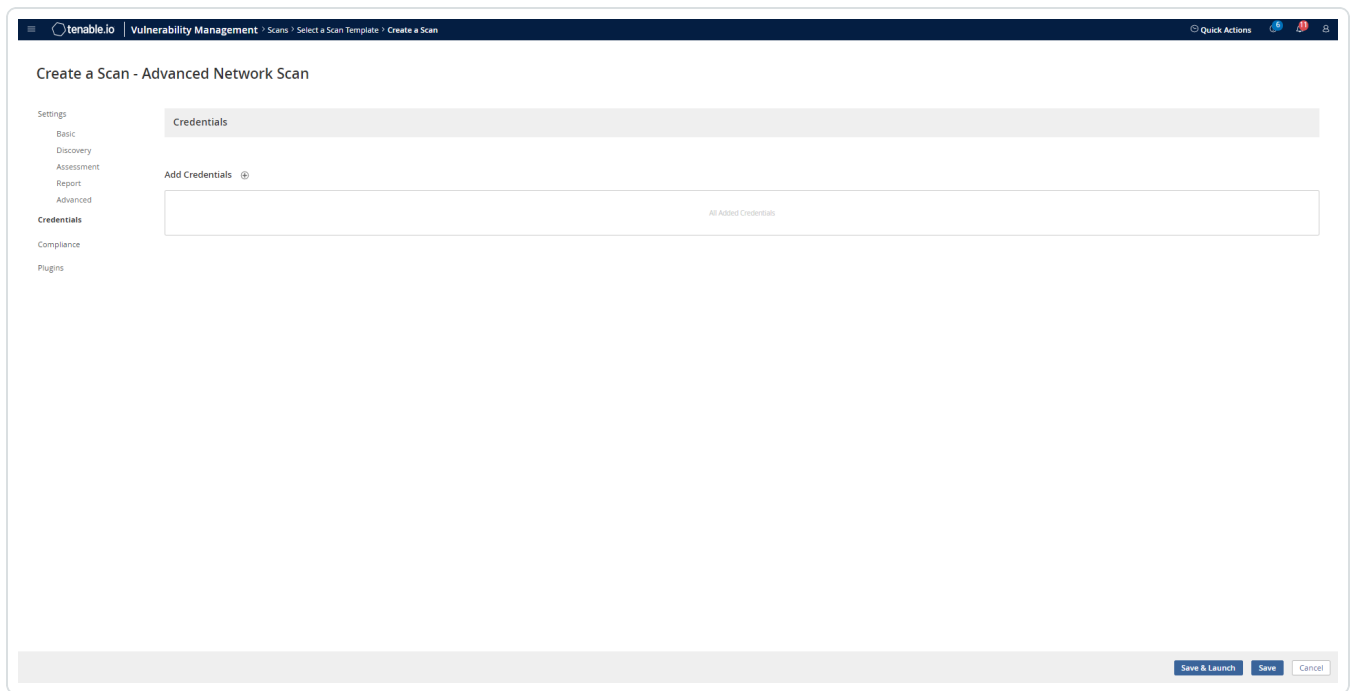 tenable.io Vulnerability Management > Scans > Select a Scan Template > Create a Scan Quick Actions 6 11
Create a Scan - Advanced Network Scan
Settings
Basic
Discovery
Assessment
Report
Advanced
Credentials
Compliance
Plugins
Credentials
Add Credentials
All Added Credentials
Save & Launch Save Cancel